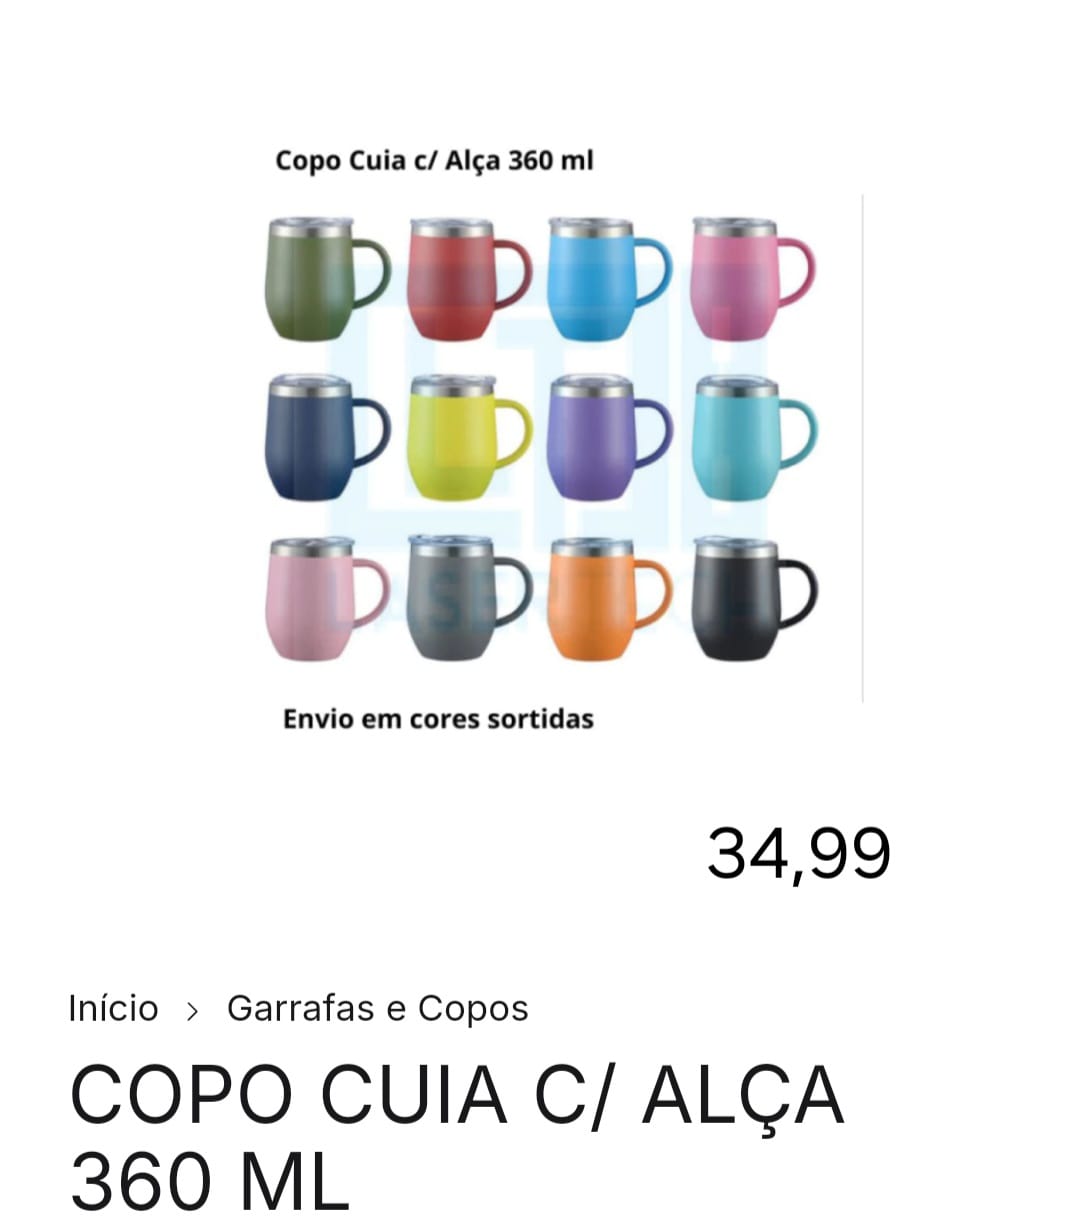 Copo Cuia c/ Alça 360 ml
LASERTECH
Envio em cores sortidas
34,99
Início > Garrafas e Copos
COPO CUIA C/ ALÇA
360 ML